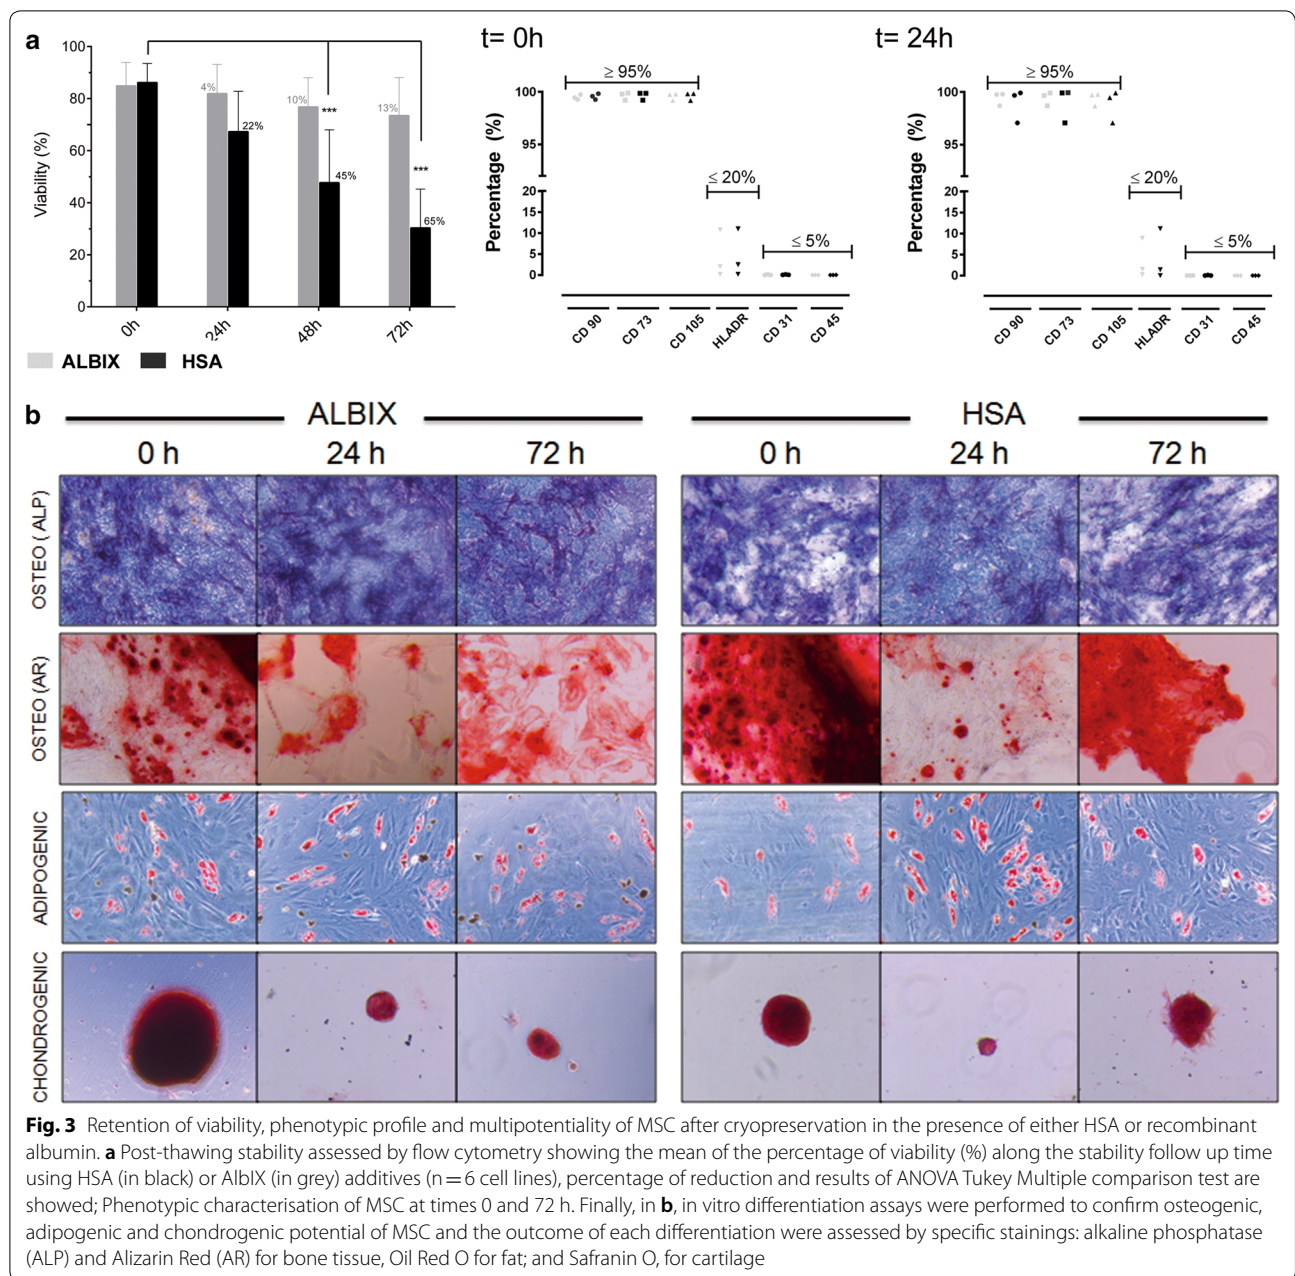 a
100
80
60
40
20
0
Viability (%)
4%
22%
10%
***
45%
13%
***
65%
0h
24h
48h
72h
ALBIX
HSA
t= 0h
≥ 95%
100
95
20
15
10
5
0
Percentage (%)
≤ 20%
≤ 5%
CD 90
CD 73
CD 105
HLADR
CD 31
CD 45
t= 24h
≥ 95%
100
95
20
15
10
5
0
Percentage (%)
≤ 20%
≤ 5%
CD 90
CD 73
CD 105
HLADR
CD 31
CD 45
b
ALBIX
HSA
0 h
24 h
72 h
0 h
24 h
72 h
OSTEO ( ALP)
OSTEO (AR)
ADIPOGENIC
CHONDROGENIC
Fig. 3 Retention of viability, phenotypic profile and multipotentiality of MSC after cryopreservation in the presence of either HSA or recombinant
albumin. a Post-thawing stability assessed by flow cytometry showing the mean of the percentage of viability (%) along the stability follow up time
using HSA (in black) or AlbIX (in grey) additives (n = 6 cell lines), percentage of reduction and results of ANOVA Tukey Multiple comparison test are
showed; Phenotypic characterisation of MSC at times 0 and 72 h. Finally, in b, in vitro differentiation assays were performed to confirm osteogenic,
adipogenic and chondrogenic potential of MSC and the outcome of each differentiation were assessed by specific stainings: alkaline phosphatase
(ALP) and Alizarin Red (AR) for bone tissue, Oil Red O for fat; and Safranin O, for cartilage